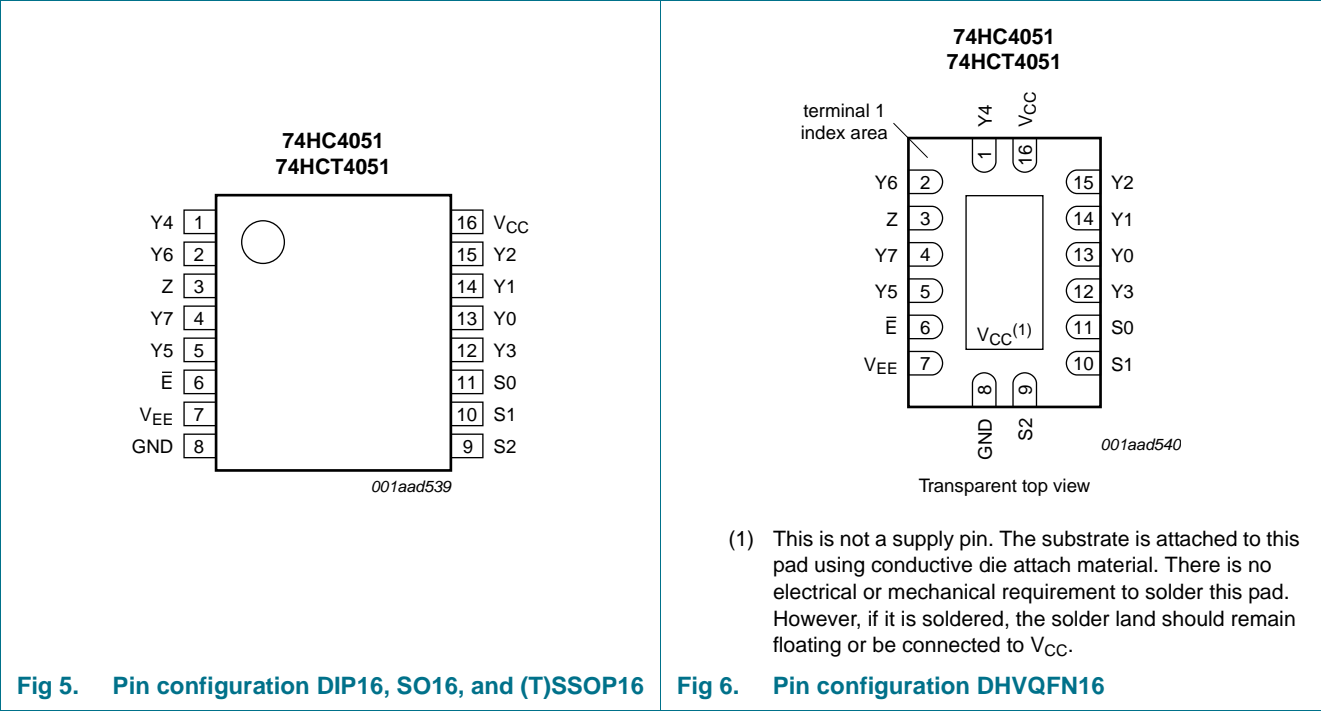 74HC4051
74HCT4051
Y4 1
Y6 2
Z 3
Y7 4
Y5 5
E̅ 6
VEE 7
GND 8
16 VCC
15 Y2
14 Y1
13 Y0
12 Y3
11 S0
10 S1
9 S2
001aad539
Fig 5. Pin configuration DIP16, SO16, and (T)SSOP16
74HC4051
74HCT4051
terminal 1
index area
Y4 1
VCC 16
Y6 2
Z 3
Y7 4
Y5 5
E̅ 6
VEE 7
15 Y2
14 Y1
13 Y0
12 Y3
11 S0
10 S1
VCC(1)
8 GND
9 S2
001aad540
Transparent top view
(1) This is not a supply pin. The substrate is attached to this
pad using conductive die attach material. There is no
electrical or mechanical requirement to solder this pad.
However, if it is soldered, the solder land should remain
floating or be connected to VCC.
Fig 6. Pin configuration DHVQFN16